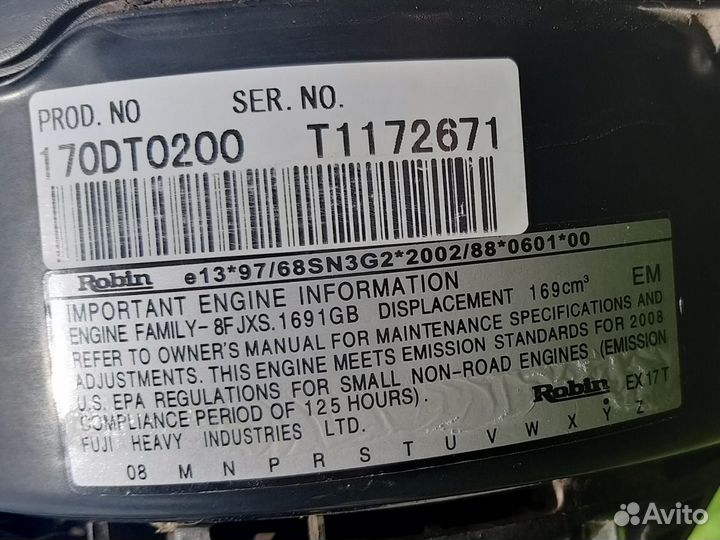 PROD. NO SER. NO.
170DT0200 T1172671
Robin e13*97/68SN3G2*2002/88*0601*00
IMPORTANT ENGINE INFORMATION EM
ENGINE FAMILY- 8FJXS.1691GB DISPLACEMENT 169cm³
REFER TO OWNER'S MANUAL FOR MAINTENANCE SPECIFICATIONS AND
ADJUSTMENTS. THIS ENGINE MEETS EMISSION STANDARDS FOR 2008
U.S. EPA REGULATIONS FOR SMALL NON-ROAD ENGINES (EMISSION
COMPLIANCE PERIOD OF 125 HOURS). Robin EX17T
FUJI HEAVY INDUSTRIES LTD.
08 M N P R S T U V W X Y Z
Avito